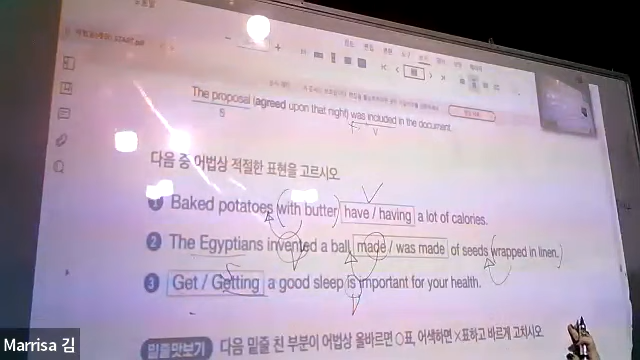 The proposal (agreed upon that night) was included in the document.
S
V
다음 중 어법상 적절한 표현을 고르시오
1 Baked potatoes with butter have / having a lot of calories.
2 The Egyptians invented a ball made / was made of seeds wrapped in linen.
3 Get / Getting a good sleep is important for your health.
밑줄맛보기 다음 밑줄 친 부분이 어법상 올바르면 ○표, 어색하면 ×표하고 바르게 고치시오
Marrisa 김